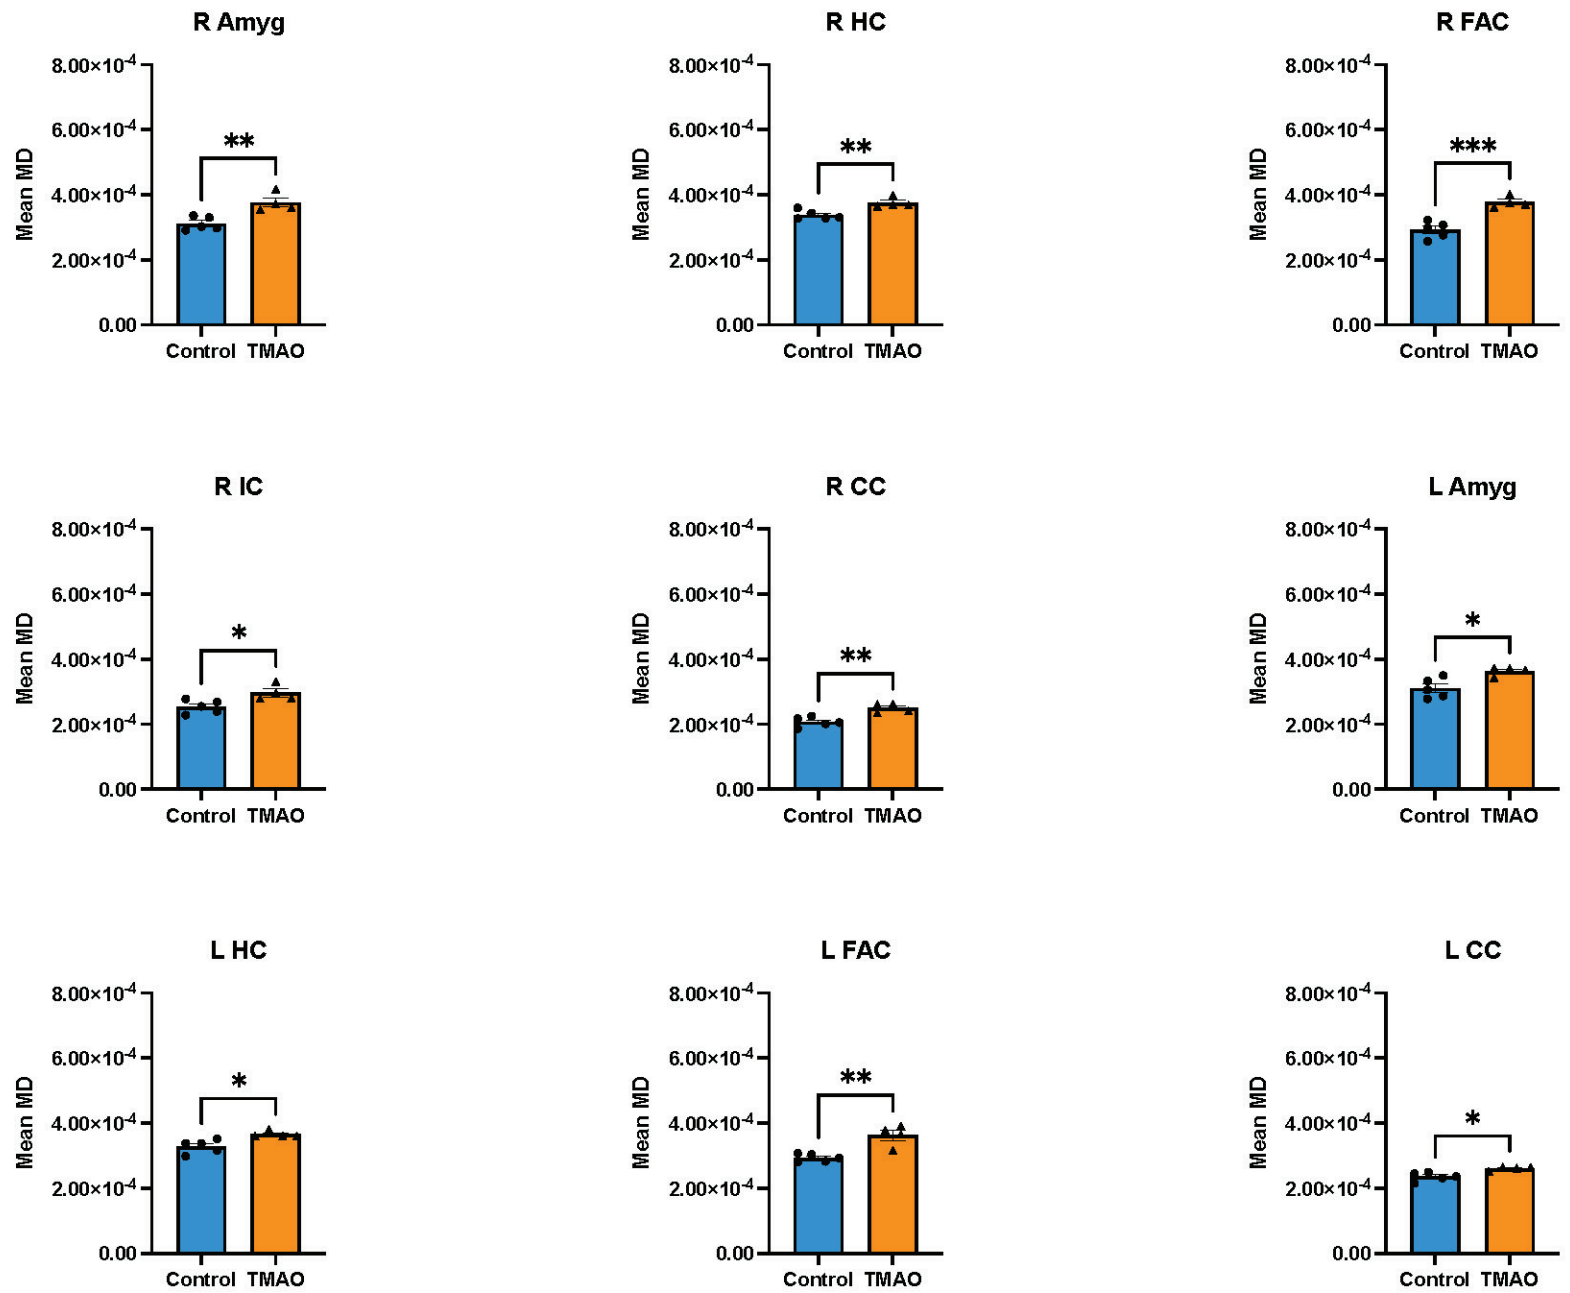 R Amyg
Mean MD
8.00×10⁻⁴
6.00×10⁻⁴
4.00×10⁻⁴
2.00×10⁻⁴
0.00
**
Control TMAO
R HC
Mean MD
8.00×10⁻⁴
6.00×10⁻⁴
4.00×10⁻⁴
2.00×10⁻⁴
0.00
**
Control TMAO
R FAC
Mean MD
8.00×10⁻⁴
6.00×10⁻⁴
4.00×10⁻⁴
2.00×10⁻⁴
0.00
***
Control TMAO
R IC
Mean MD
8.00×10⁻⁴
6.00×10⁻⁴
4.00×10⁻⁴
2.00×10⁻⁴
0.00
*
Control TMAO
R CC
Mean MD
8.00×10⁻⁴
6.00×10⁻⁴
4.00×10⁻⁴
2.00×10⁻⁴
0.00
**
Control TMAO
L Amyg
Mean MD
8.00×10⁻⁴
6.00×10⁻⁴
4.00×10⁻⁴
2.00×10⁻⁴
0.00
*
Control TMAO
L HC
Mean MD
8.00×10⁻⁴
6.00×10⁻⁴
4.00×10⁻⁴
2.00×10⁻⁴
0.00
*
Control TMAO
L FAC
Mean MD
8.00×10⁻⁴
6.00×10⁻⁴
4.00×10⁻⁴
2.00×10⁻⁴
0.00
**
Control TMAO
L CC
Mean MD
8.00×10⁻⁴
6.00×10⁻⁴
4.00×10⁻⁴
2.00×10⁻⁴
0.00
*
Control TMAO